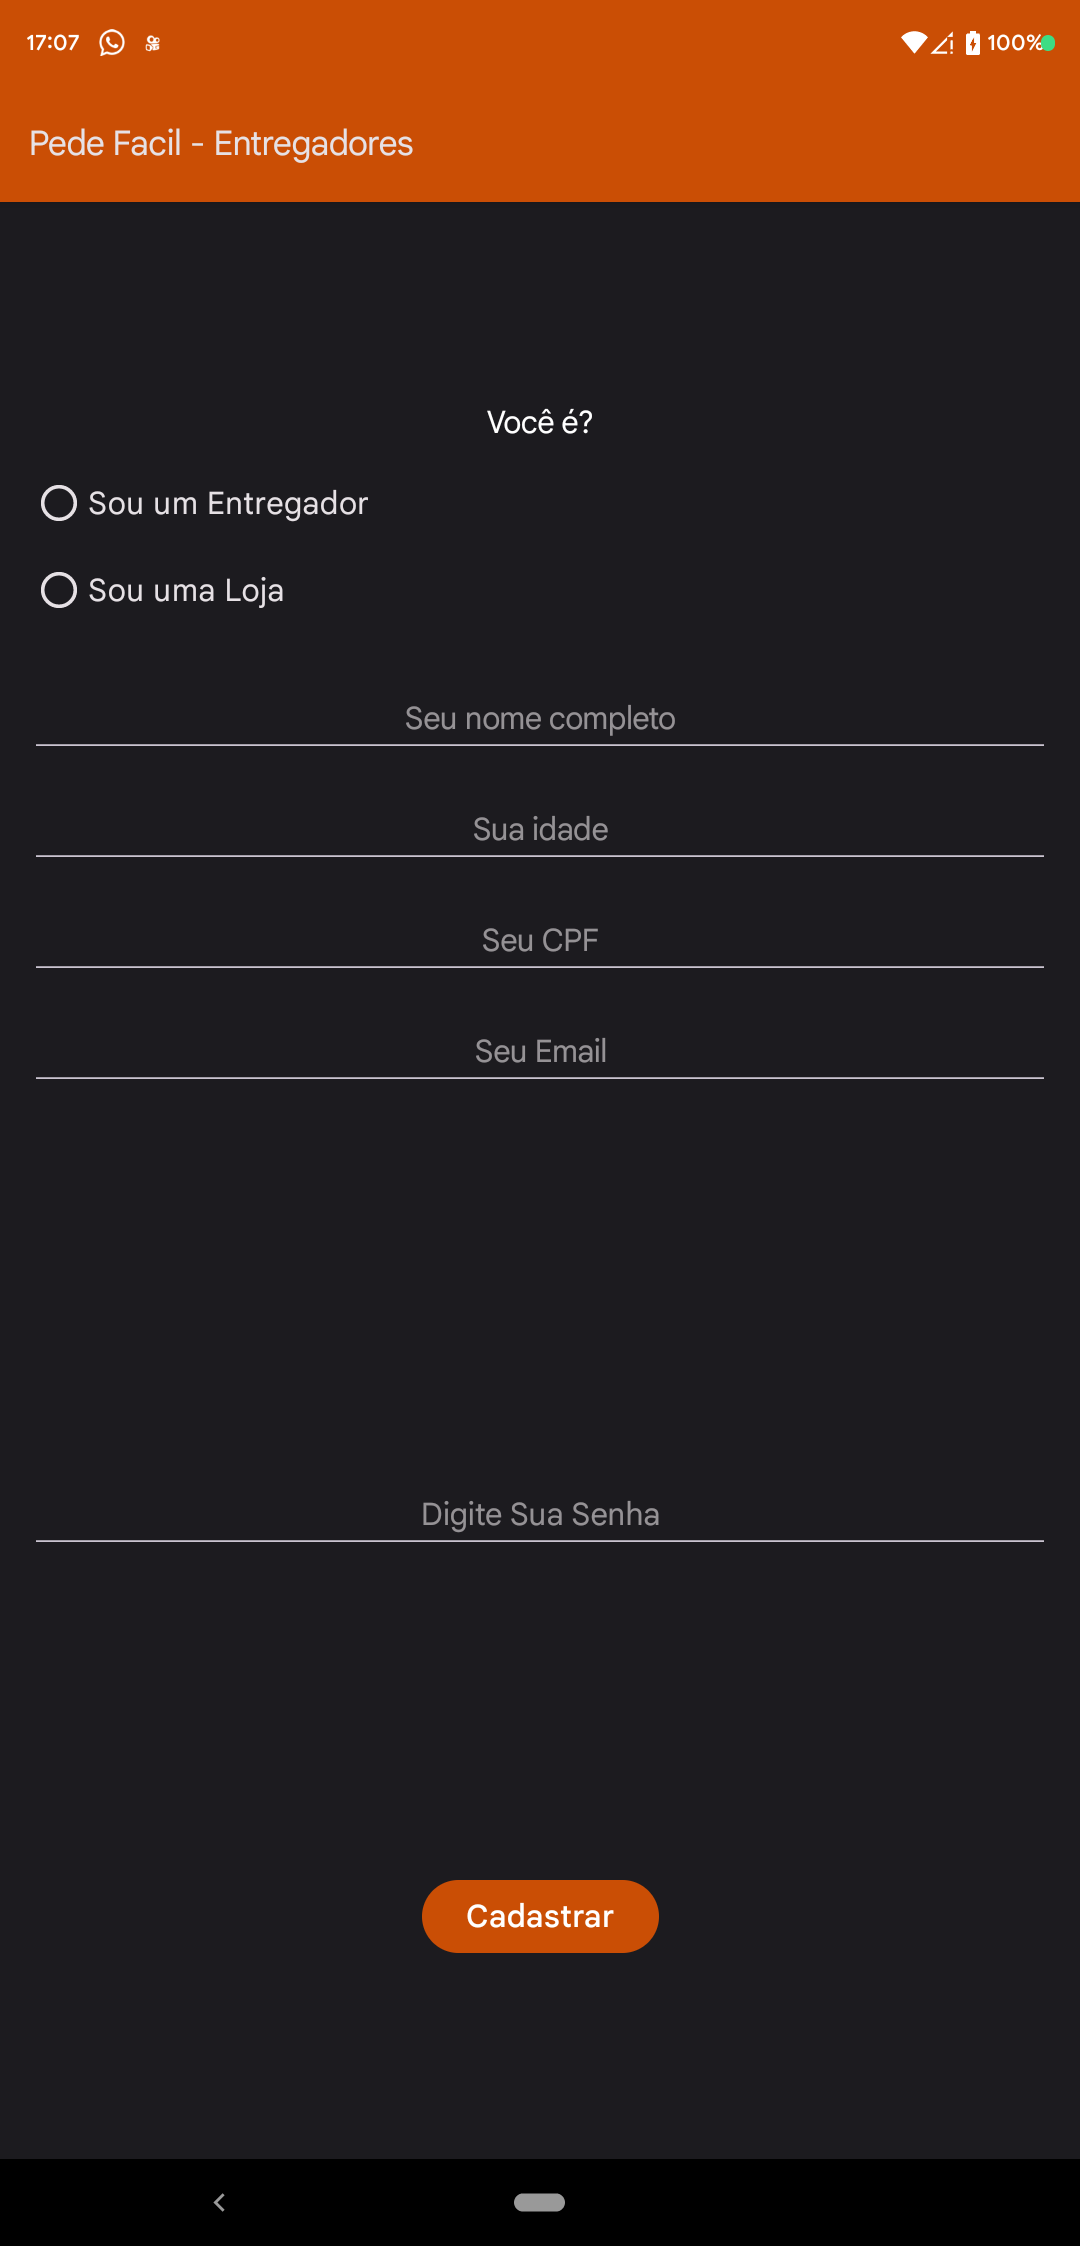 17:07
100%
Pede Facil - Entregadores
Você é?
Sou um Entregador
Sou uma Loja
Seu nome completo
Sua idade
Seu CPF
Seu Email
Digite Sua Senha
Cadastrar